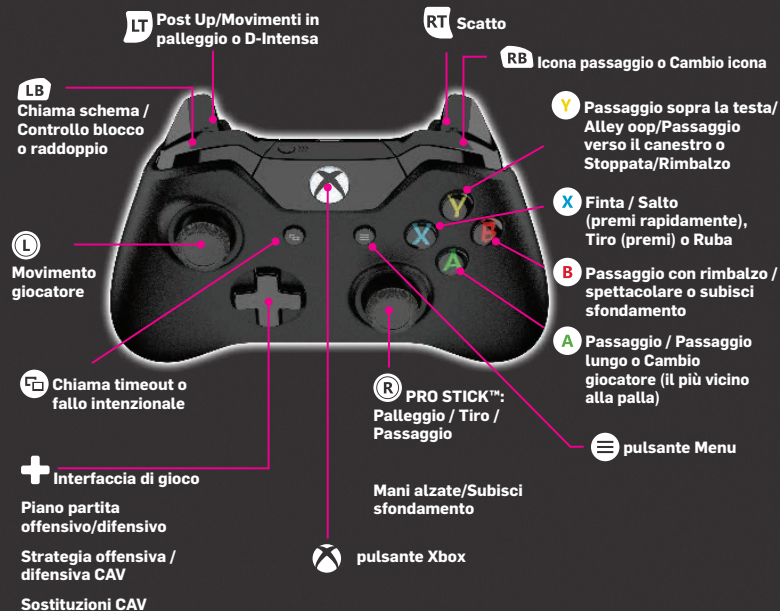 LT Post Up/Movimenti in
palleggio o D-Intensa
RT Scatto
RB Icona passaggio o Cambio icona
LB
Chiama schema /
Controllo blocco
o raddoppio
Y Passaggio sopra la testa/
Alley oop/Passaggio
verso il canestro o
Stoppata/Rimbalzo
X Finta / Salto
(premi rapidamente),
Tiro (premi) o Ruba
B Passaggio con rimbalzo /
spettacolare o subisci
sfondamento
A Passaggio / Passaggio
lungo o Cambio
giocatore (il più vicino
alla palla)
L
Movimento
giocatore
Y
X
B
A
Chiama timeout o
fallo intenzionale
R PRO STICK™:
Palleggio / Tiro /
Passaggio
Mani alzate/Subisci
sfondamento
pulsante Menu
Interfaccia di gioco
Piano partita
offensivo/difensivo
Strategia offensiva /
difensiva CAV
Sostituzioni CAV
pulsante Xbox